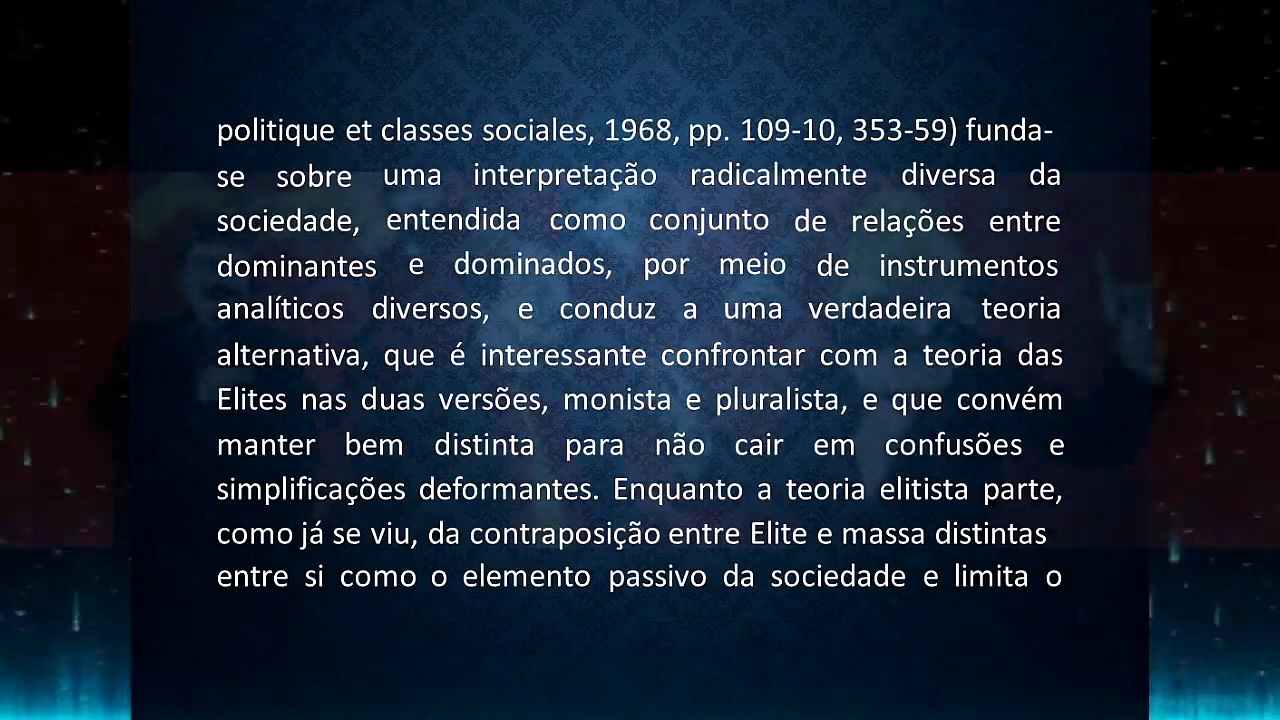 politique et classes sociales, 1968, pp. 109-10, 353-59) funda-
se sobre uma interpretação radicalmente diversa da
sociedade, entendida como conjunto de relações entre
dominantes e dominados, por meio de instrumentos
analíticos diversos, e conduz a uma verdadeira teoria
alternativa, que é interessante confrontar com a teoria das
Elites nas duas versões, monista e pluralista, e que convém
manter bem distinta para não cair em confusões e
simplificações deformantes. Enquanto a teoria elitista parte,
como já se viu, da contraposição entre Elite e massa distintas
entre si como o elemento passivo da sociedade e limita o